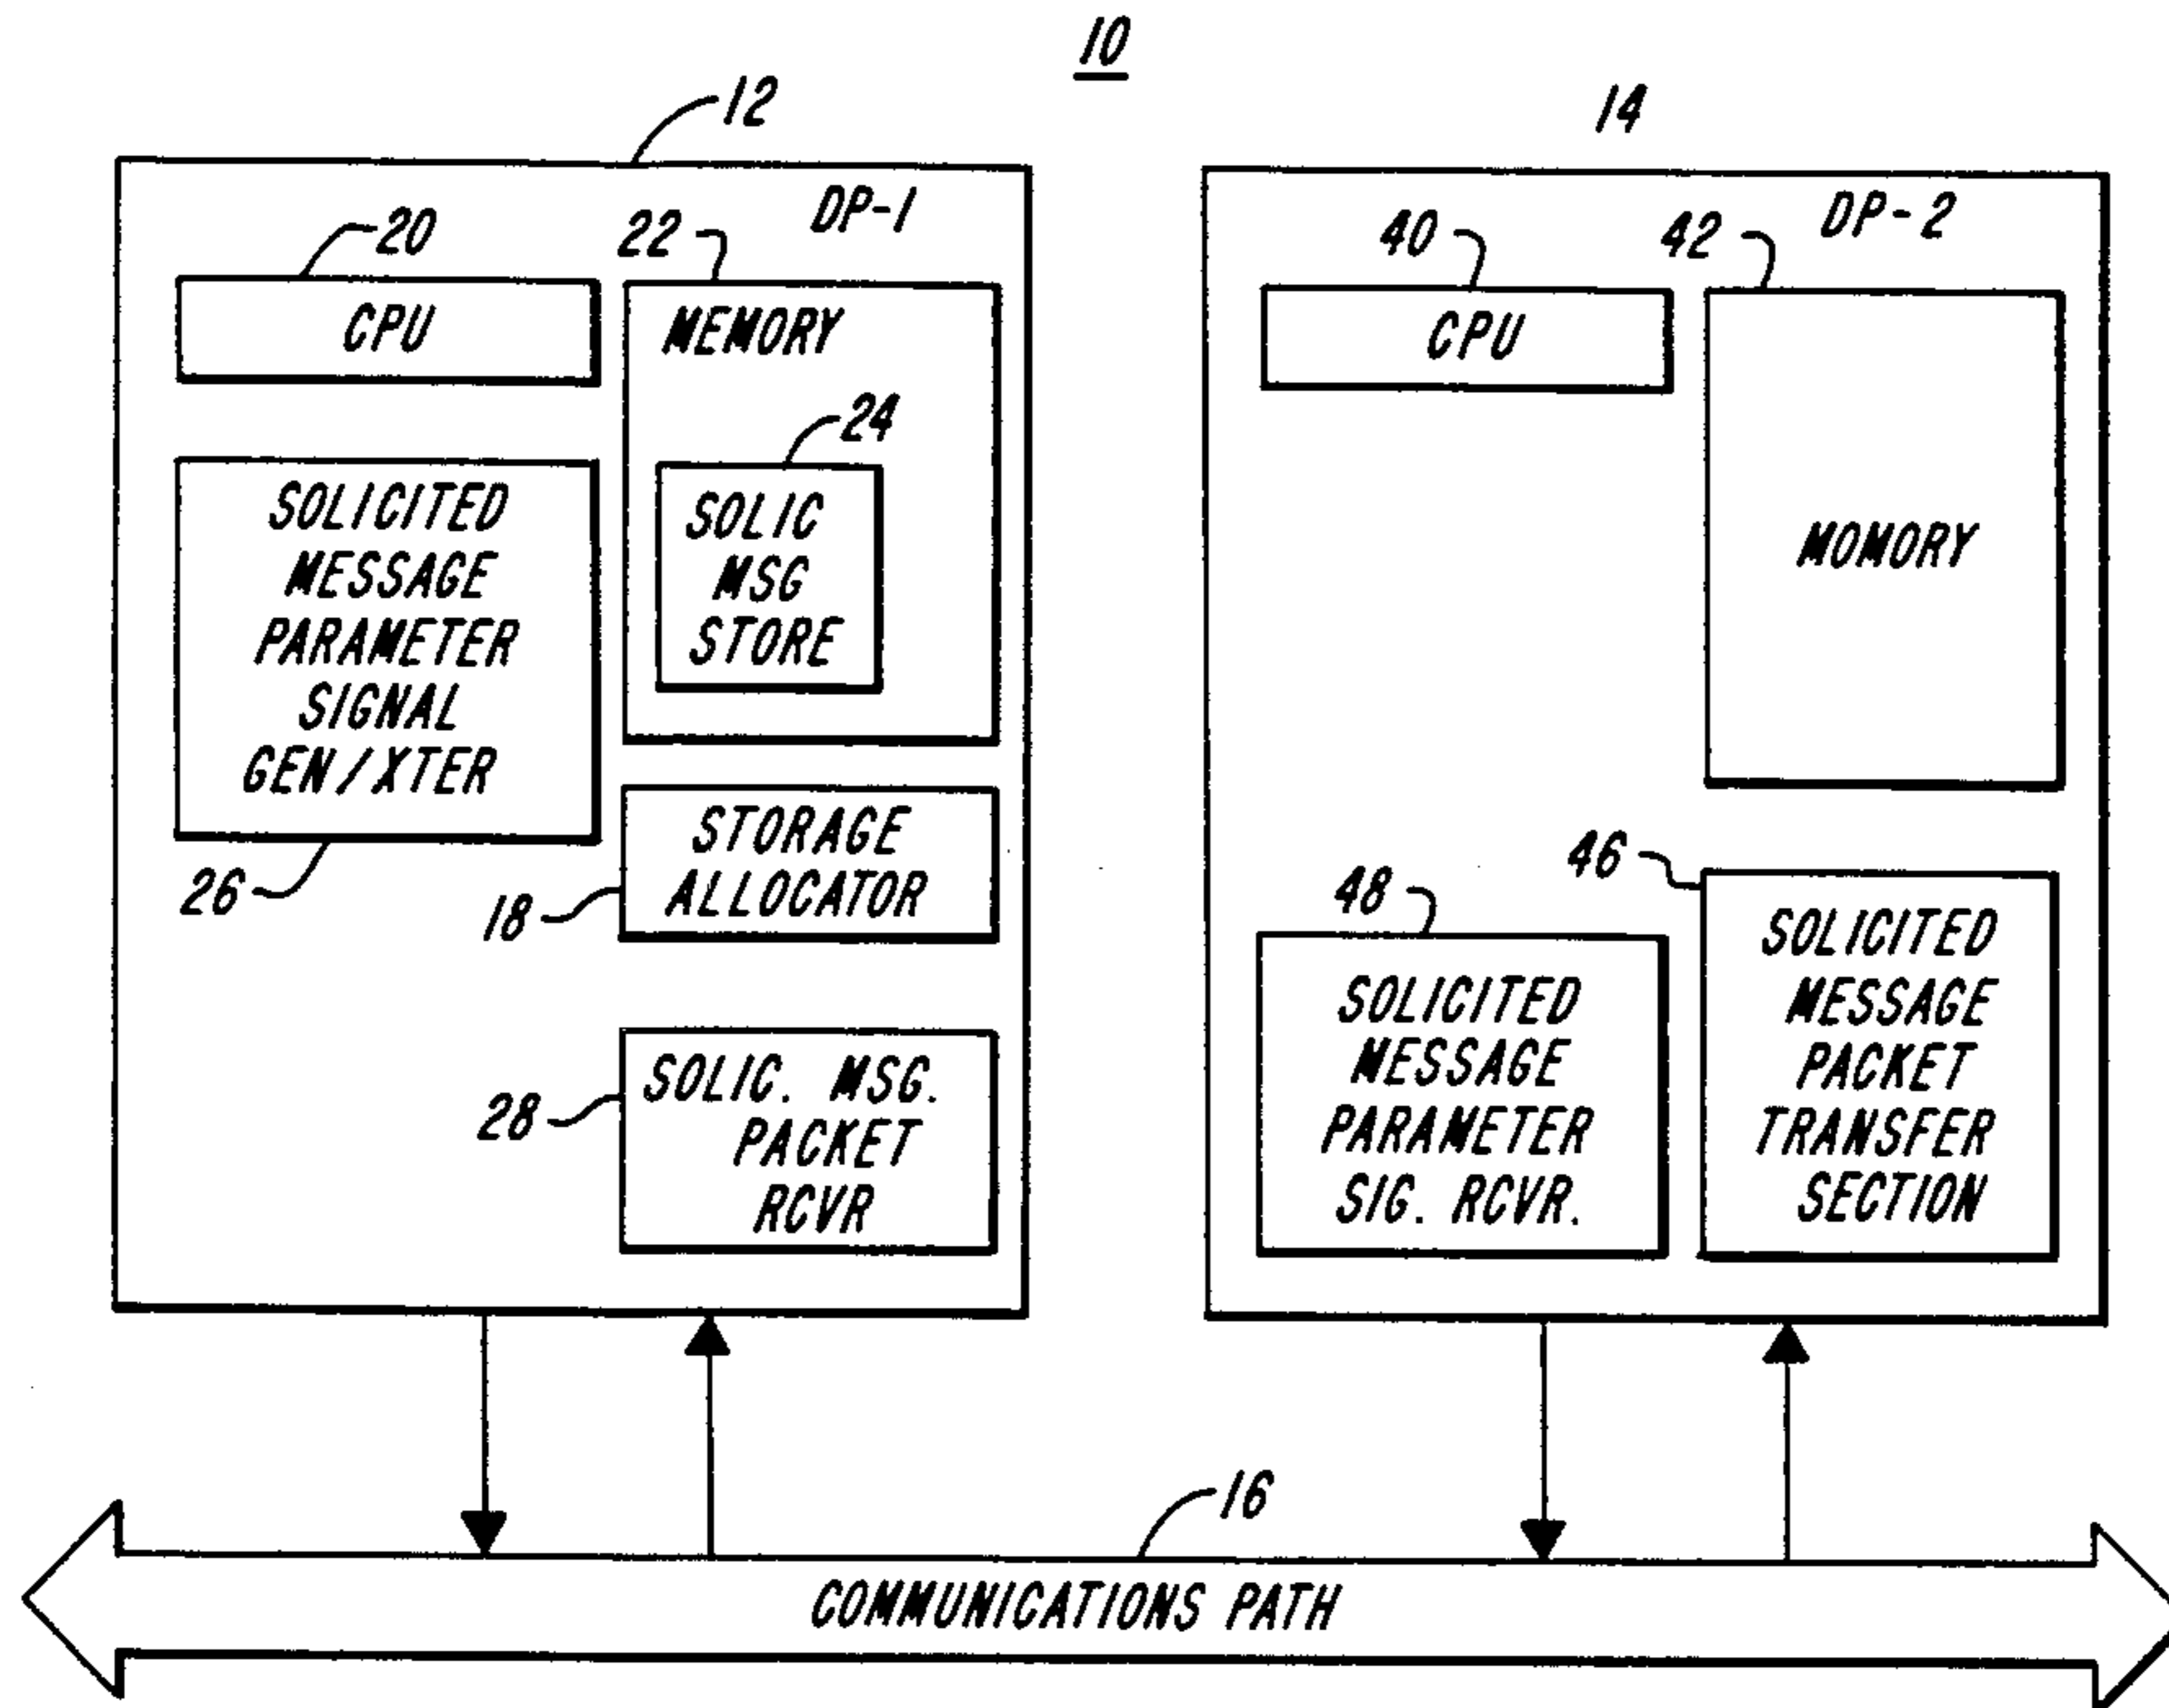 10
12
14
DP-1
20
22
CPU
MEMORY
24
SOLIC
MSG
STORE
SOLICITED
MESSAGE
PARAMETER
SIGNAL
GEN/XTER
26
STORAGE
ALLOCATOR
18
28
SOLIC. MSG.
PACKET
RCVR
DP-2
40
42
CPU
MOMORY
48
SOLICITED
MESSAGE
PARAMETER
SIG. RCVR.
46
SOLICITED
MESSAGE
PACKET
TRANSFER
SECTION
16
COMMUNICATIONS PATH